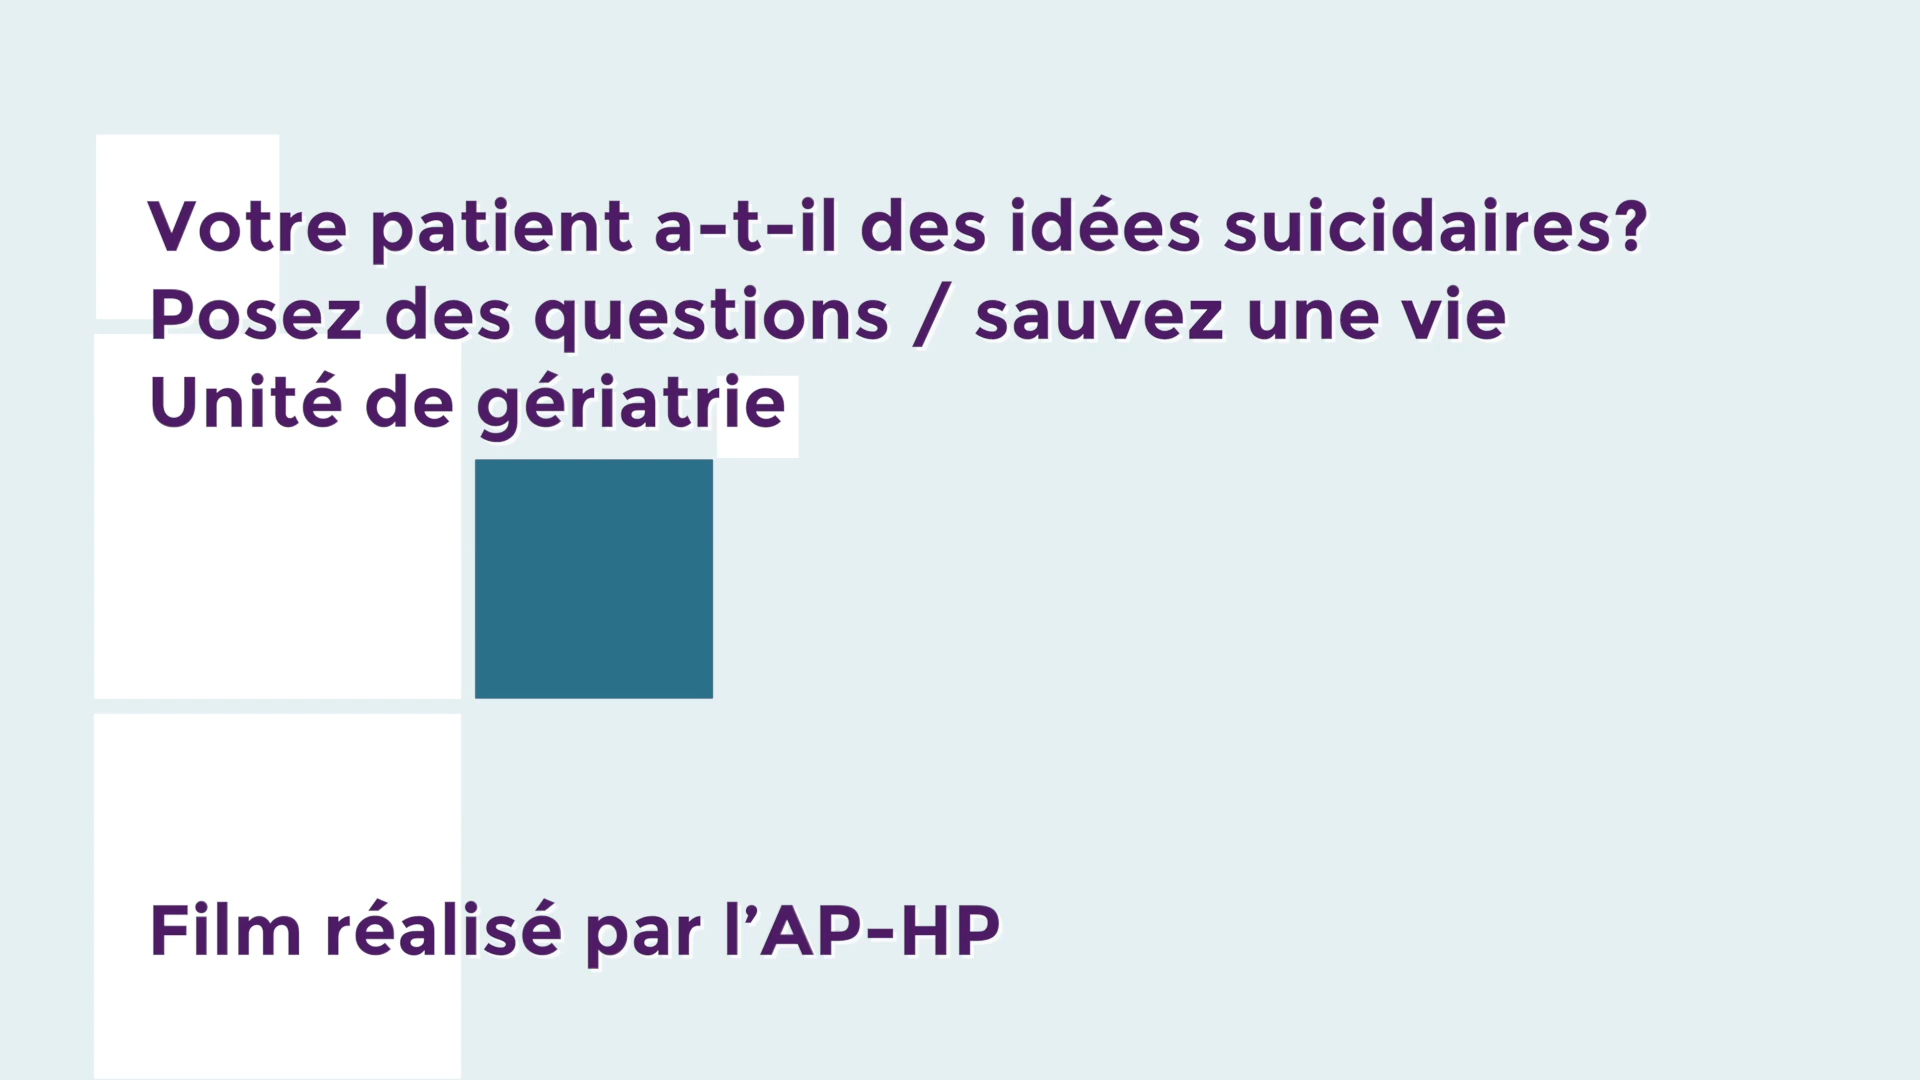 Votre patient a-t-il des idées suicidaires?
Posez des questions / sauvez une vie
Unité de gériatrie
Film réalisé par l’AP-HP